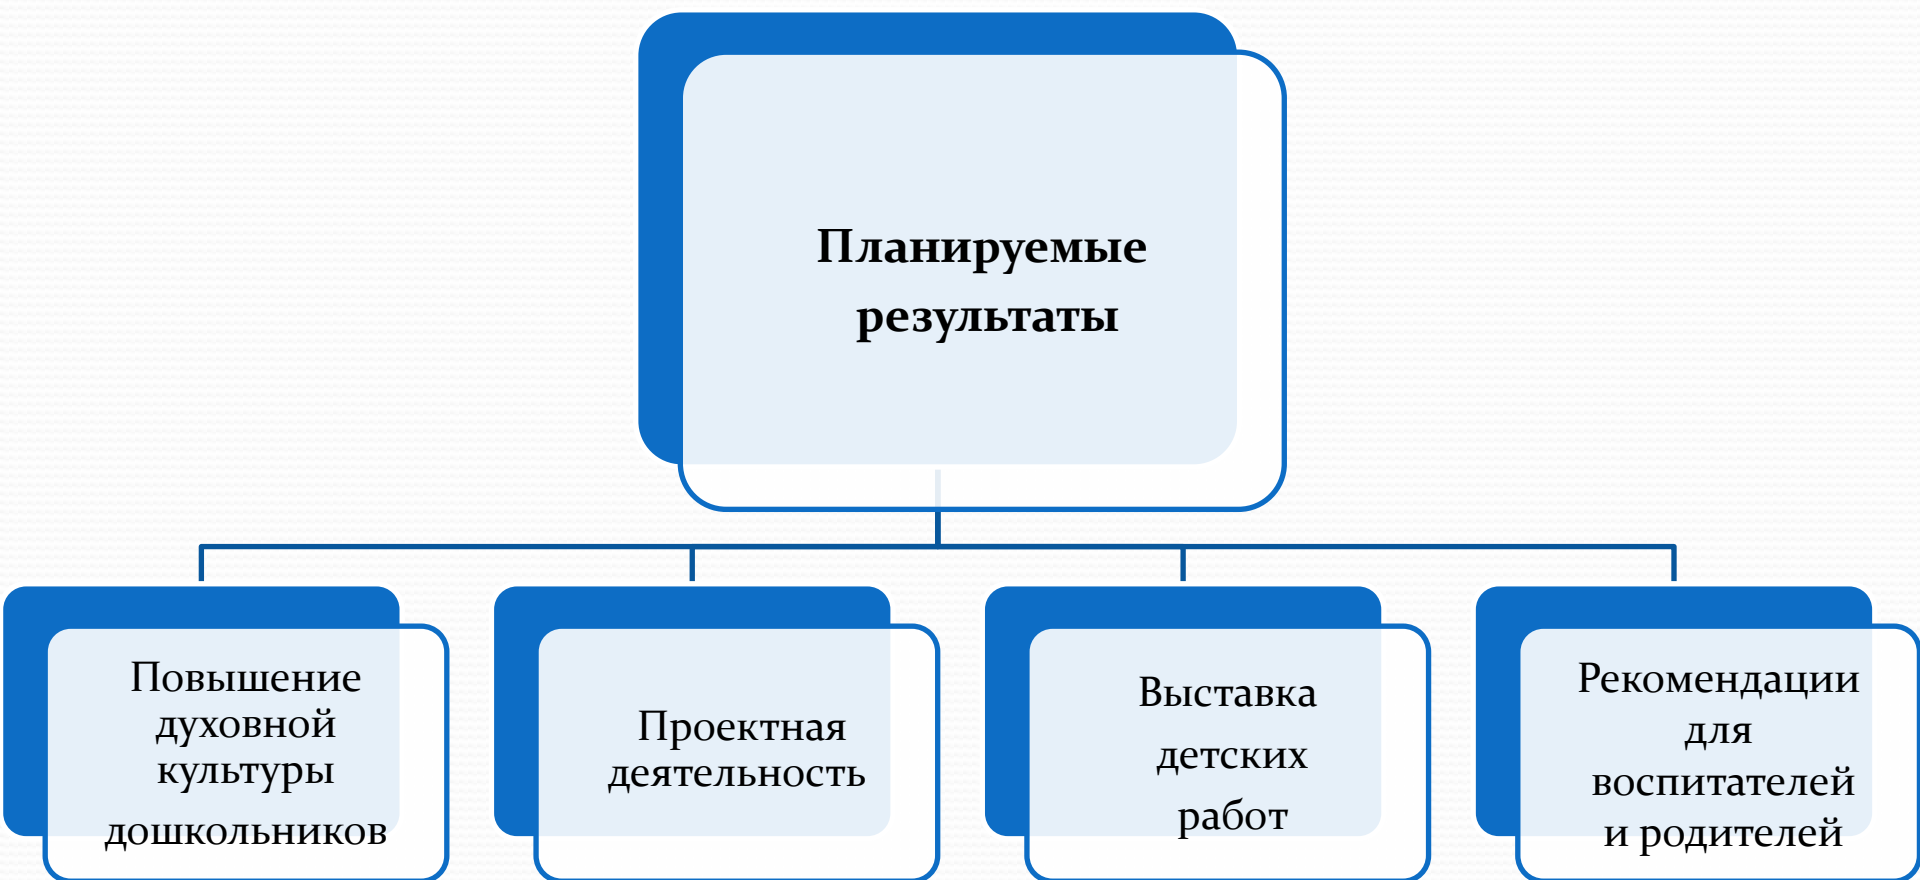 Планируемые
результаты
Повышение
духовной
культуры
дошкольников
Проектная
деятельность
Выставка
детских
работ
Рекомендации
для
воспитателей
и родителей